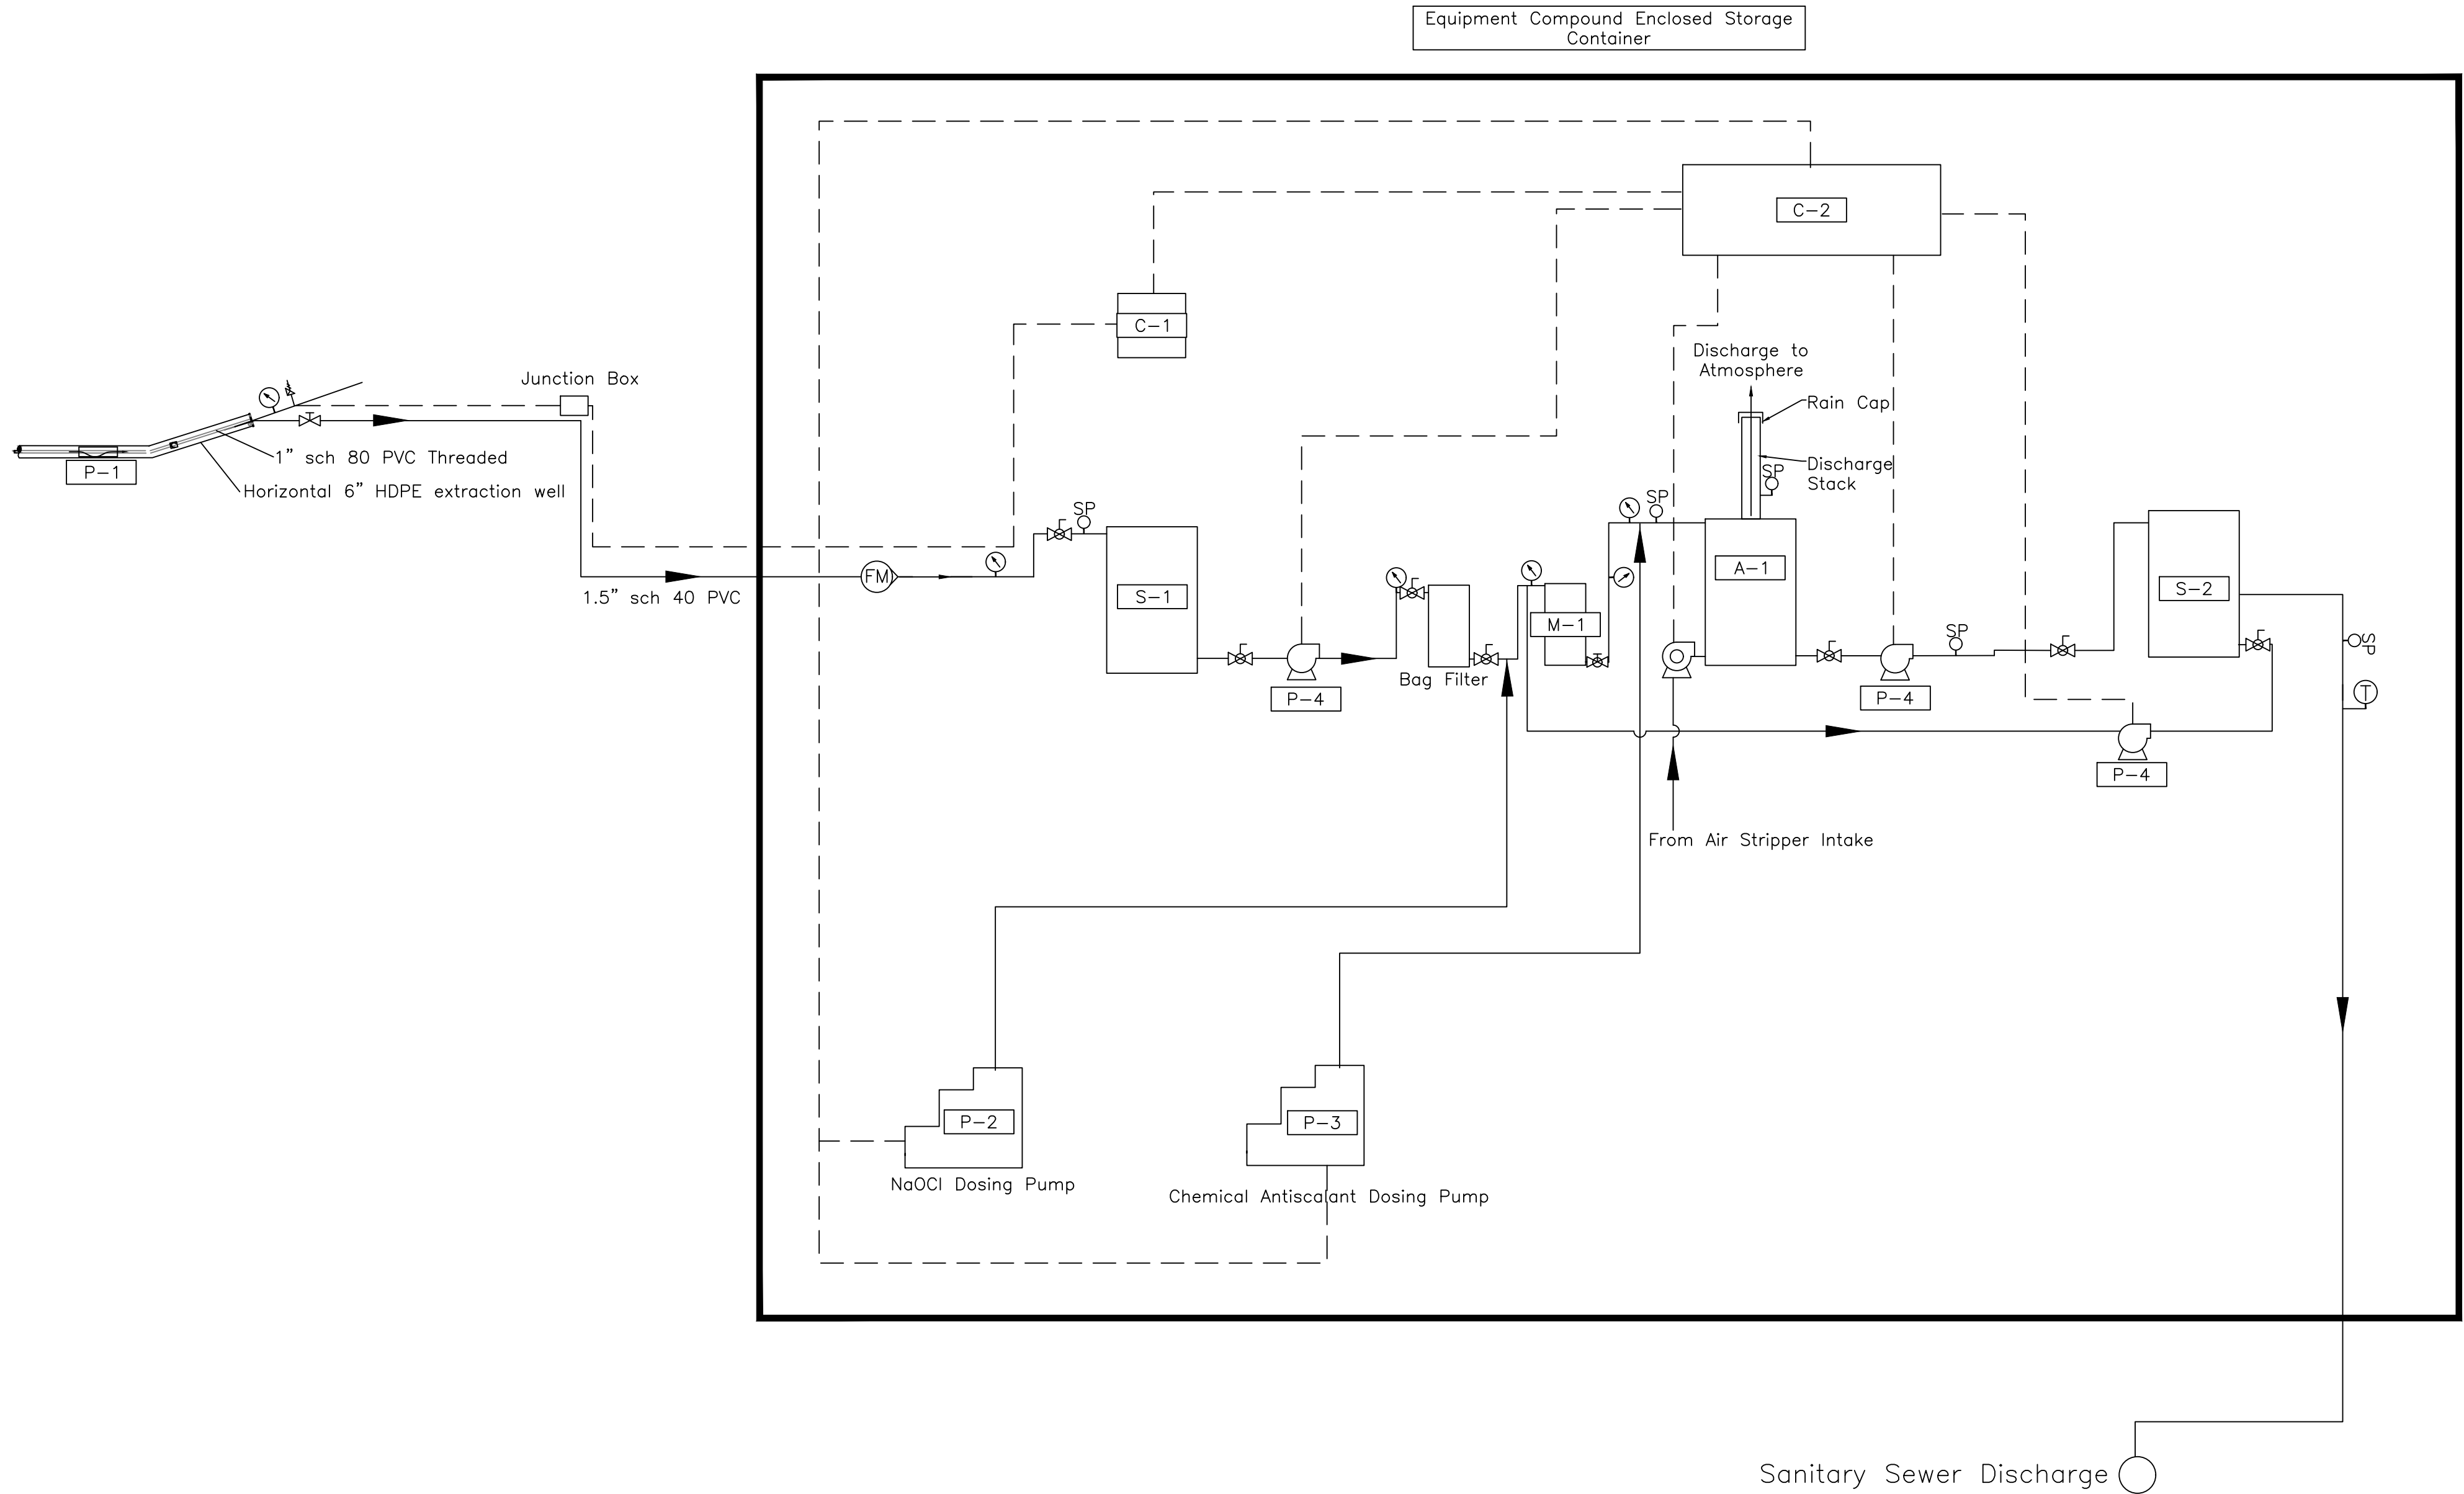 Equipment Compound Enclosed Storage
Container
C-2
C-1
Discharge to
Atmosphere
Rain Cap
Junction Box
1" sch 80 PVC Threaded
P-1
Horizontal 6" HDPE extraction well
Discharge
Stack
SP
SP
SP
A-1
FM
1.5" sch 40 PVC
S-1
S-2
M-1
SP
SP
Bag Filter
P-4
P-4
T
P-4
From Air Stripper Intake
P-2
P-3
NaOCl Dosing Pump
Chemical Antiscalant Dosing Pump
Sanitary Sewer Discharge